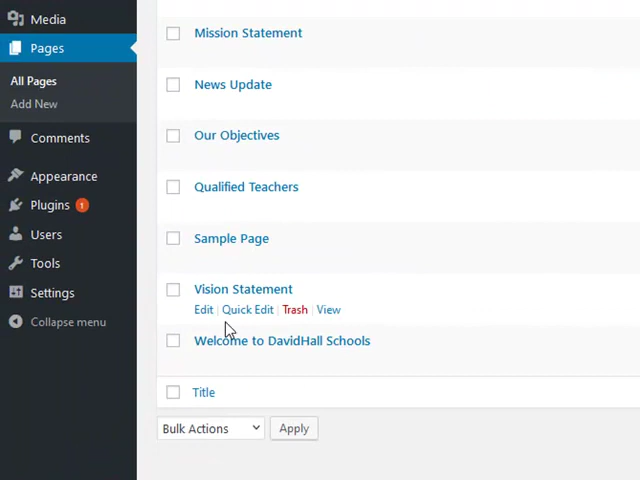 Media
Pages
All Pages
Add New
Comments
Appearance
Plugins 1
Users
Tools
Settings
Collapse menu
Mission Statement
News Update
Our Objectives
Qualified Teachers
Sample Page
Vision Statement
Edit | Quick Edit | Trash | View
Welcome to DavidHall Schools
Title
Bulk Actions Apply